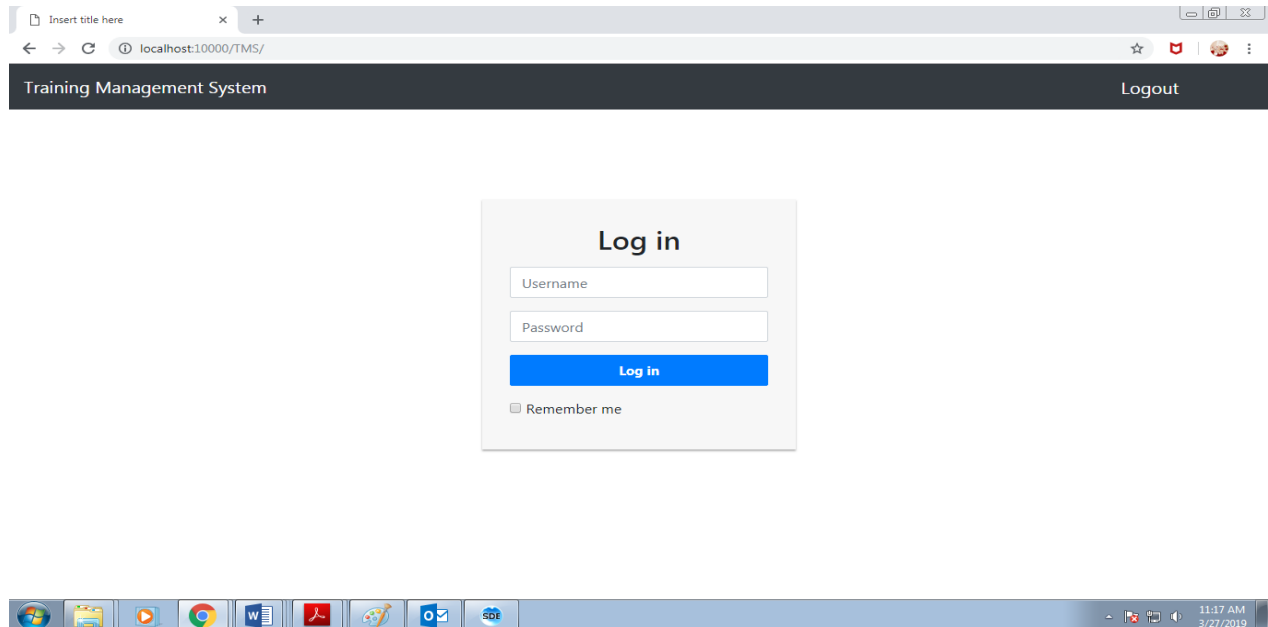 Insert title here
localhost:10000/TMS/
Training Management System Logout
Log in
Username
Password
Log in
Remember me
W SDE
11:17 AM
3/27/2019